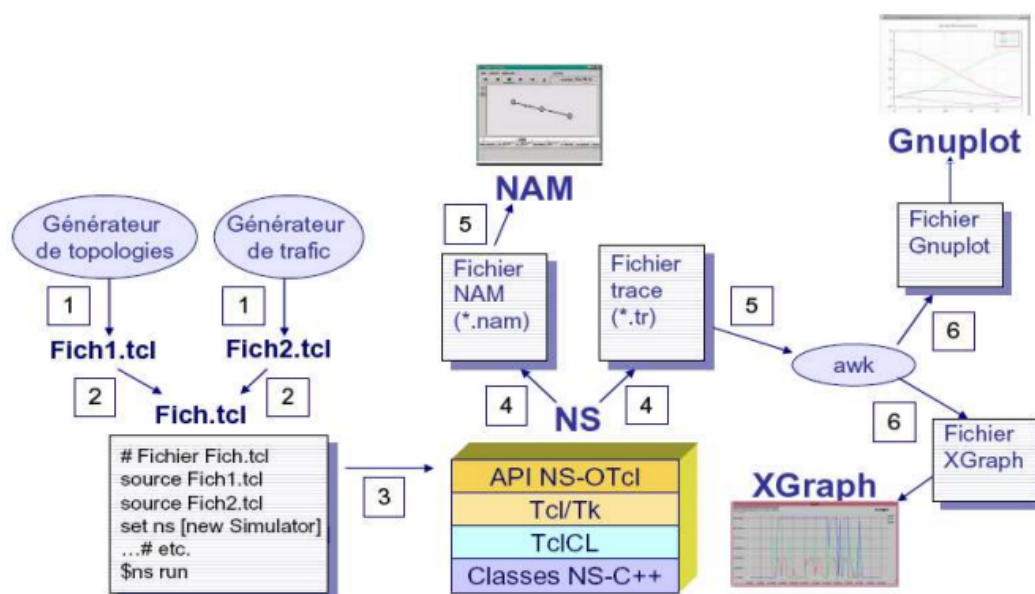 Gnuplot
NAM
Générateur
de topologies
Générateur
de trafic
5
Fichier
NAM
(*.nam)
Fichier
trace
(*.tr)
Fichier
Gnuplot
1
1
5
6
Fich1.tcl
Fich2.tcl
awk
2
2
4
NS
4
6
Fich.tcl
Fichier
XGraph
# Fichier Fich.tcl
source Fich1.tcl
source Fich2.tcl
set ns [new Simulator]
...# etc.
$ns run
3
API NS-OTcl
Tcl/Tk
TclCL
Classes NS-C++
XGraph